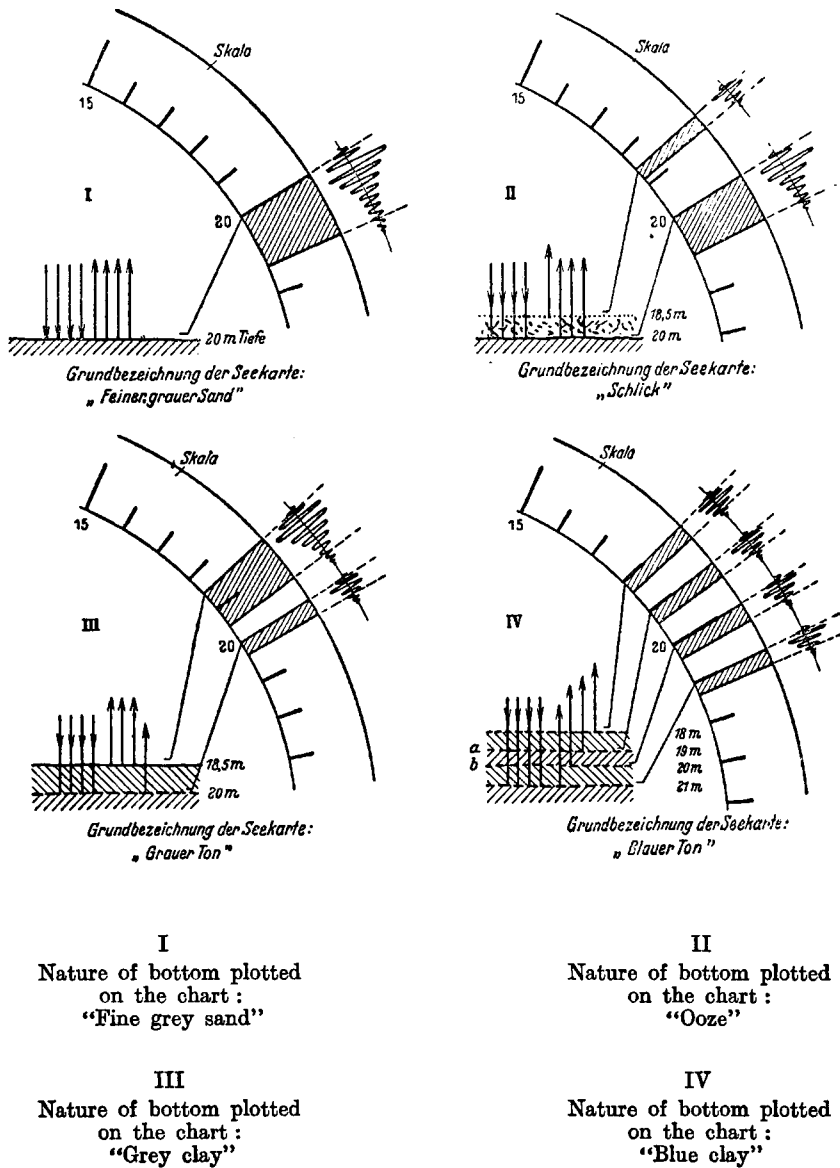 Skala
15
I
20
20 m Tiefe
Grundbezeichnung der Seekarte:
„Feiner, grauer Sand"
Skala
15
II
20
18,5 m
20 m
Grundbezeichnung der Seekarte:
„Schlick"
Skala
15
III
20
18,5 m
20 m
Grundbezeichnung der Seekarte:
„Grauer Ton"
Skala
15
IV
20
a
b
18 m
19 m
20 m
21 m
Grundbezeichnung der Seekarte:
„Blauer Ton"
I
Nature of bottom plotted
on the chart :
“Fine grey sand”
II
Nature of bottom plotted
on the chart :
“Ooze”
III
Nature of bottom plotted
on the chart :
“Grey clay”
IV
Nature of bottom plotted
on the chart :
“Blue clay”